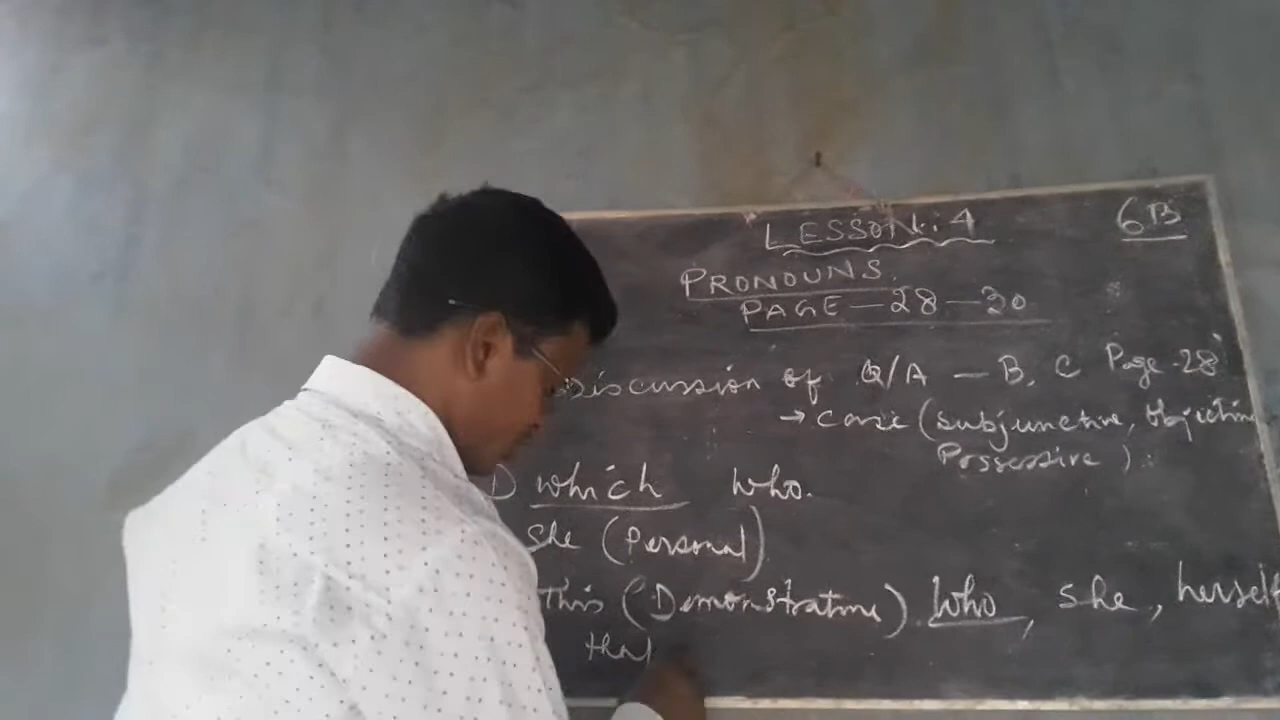 LESSON: 4 6B
PRONOUNS.
PAGE - 28 - 30
Discussion of Q/A - B, C Page-28
→ case (Subjunctive, Objective
Possessive).
D which who.
She (Personal)
This (Demonstrative). Who, She, herself
that